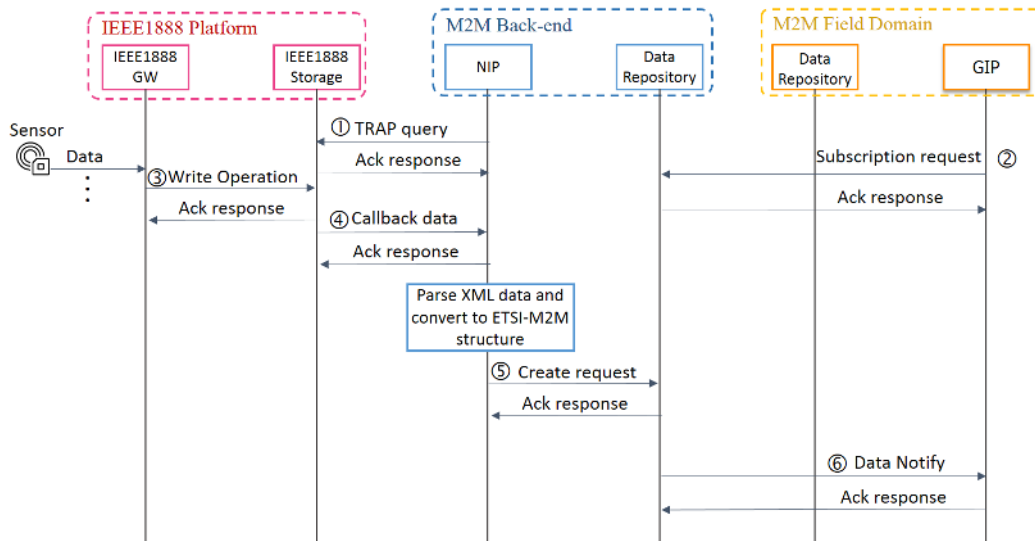 IEEE1888 Platform
M2M Back-end
M2M Field Domain
IEEE1888
GW
IEEE1888
Storage
NIP
Data
Repository
Data
Repository
GIP
Sensor
Data
① TRAP query
Ack response
Subscription request ②
③ Write Operation
Ack response
Ack response
④ Callback data
Ack response
Parse XML data and
convert to ETSI-M2M
structure
⑤ Create request
Ack response
⑥ Data Notify
Ack response